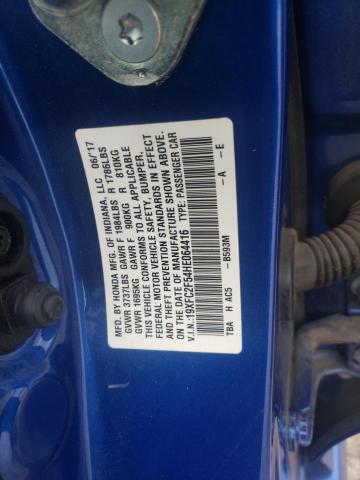 MFD. BY HONDA MFG. OF INDIANA, LLC 06/17
GVWR 3737LBS GAWR F 1984LBS R 1786LBS
GVWR 1695KG GAWR F 900KG R 810KG
THIS VEHICLE CONFORMS TO ALL APPLICABLE
FEDERAL MOTOR VEHICLE SAFETY, BUMPER,
AND THEFT PREVENTION STANDARDS IN EFFECT
ON THE DATE OF MANUFACTURE SHOWN ABOVE.
V.I.N.: 19XFC2F54HE064416 TYPE: PASSENGER CAR
TBA H AC5 -B593M -A -E